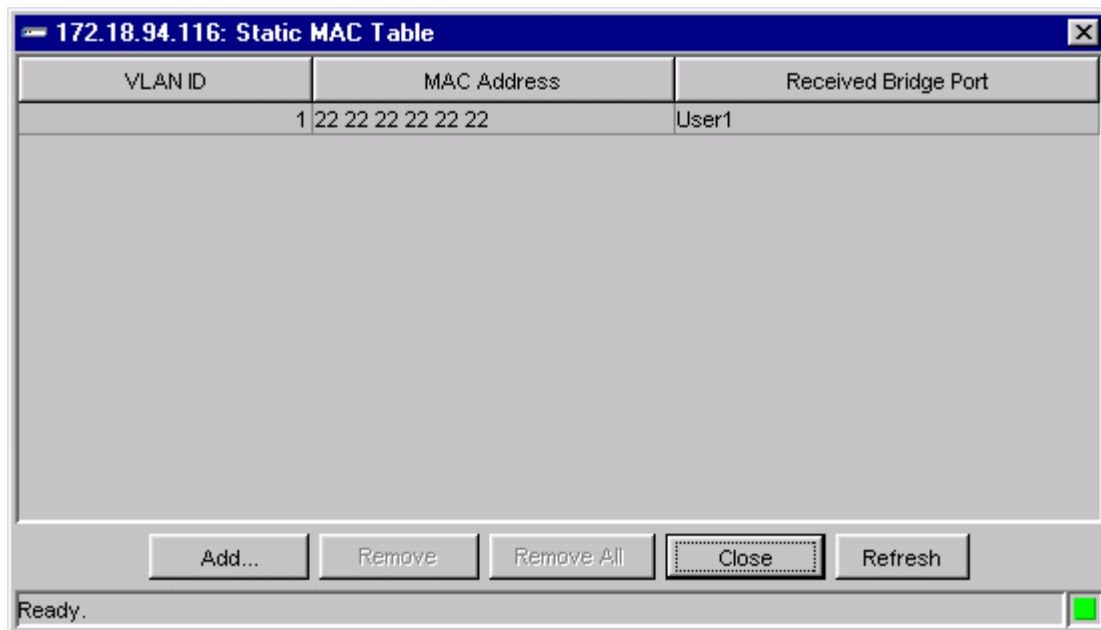 172.18.94.116: Static MAC Table
VLAN ID MAC Address Received Bridge Port
1 22 22 22 22 22 22 User1
Add... Remove Remove All Close Refresh
Ready.